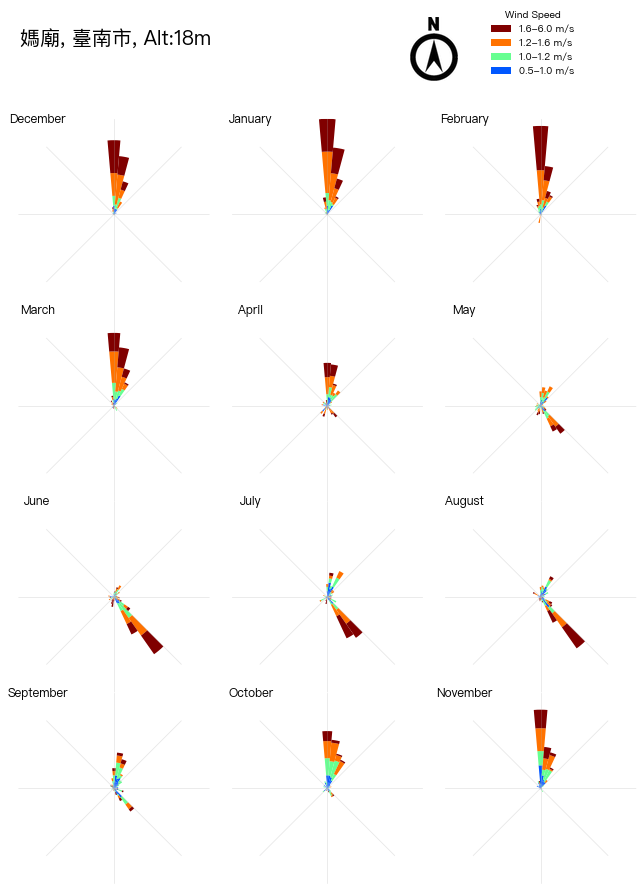 媽廟, 臺南市, Alt:18m
N
Wind Speed
1.6–6.0 m/s
1.2–1.6 m/s
1.0–1.2 m/s
0.5–1.0 m/s
December
January
February
March
April
May
June
July
August
September
October
November